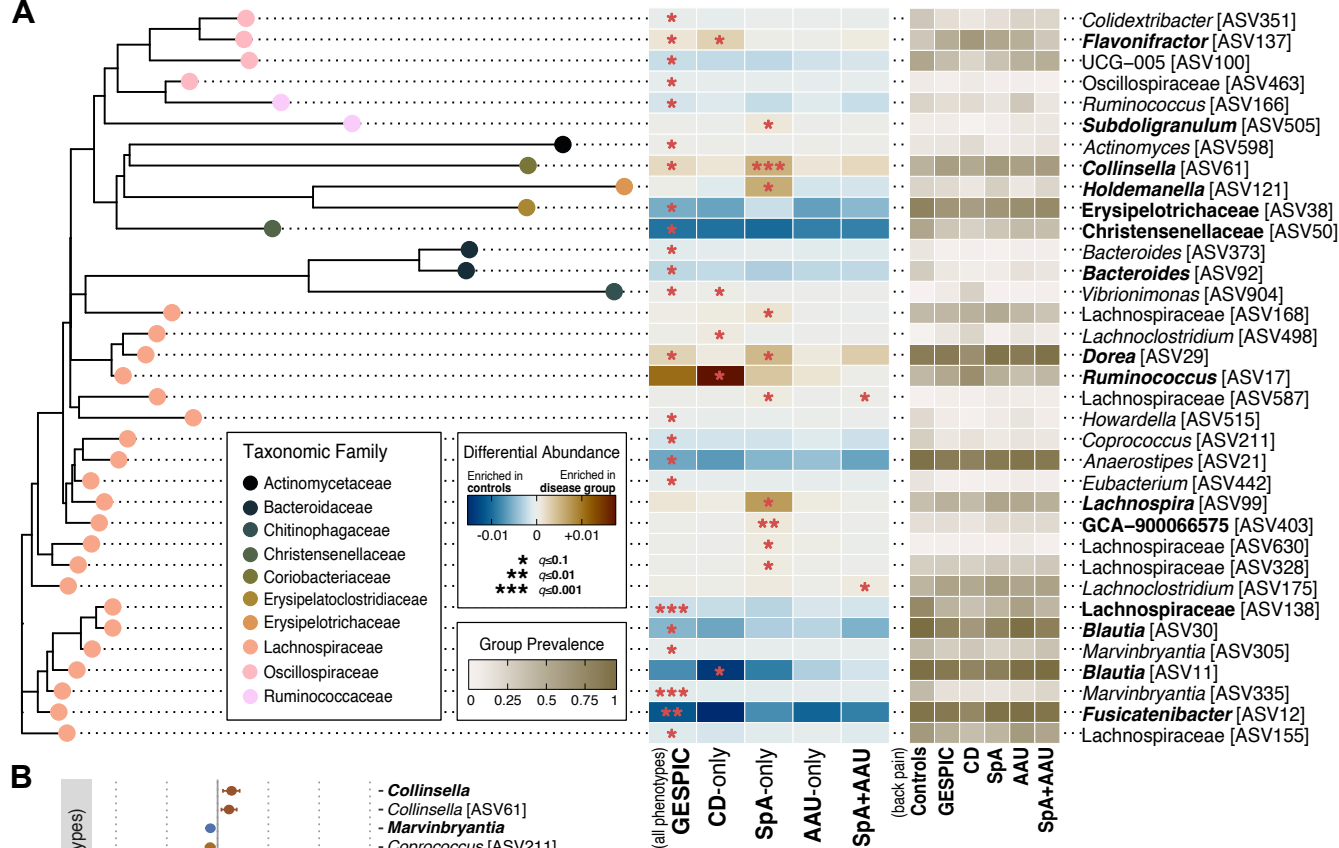 A
Colidextribacter [ASV351]
Flavonifractor [ASV137]
UCG–005 [ASV100]
Oscillospiraceae [ASV463]
Ruminococcus [ASV166]
Subdoligranulum [ASV505]
Actinomyces [ASV598]
Collinsella [ASV61]
Holdemanella [ASV121]
Erysipelotrichaceae [ASV38]
Christensenellaceae [ASV50]
Bacteroides [ASV373]
Bacteroides [ASV92]
Vibrionimonas [ASV904]
Lachnospiraceae [ASV168]
Lachnoclostridium [ASV498]
Dorea [ASV29]
Ruminococcus [ASV17]
Lachnospiraceae [ASV587]
Howardella [ASV515]
Coprococcus [ASV211]
Anaerostipes [ASV21]
Eubacterium [ASV442]
Lachnospira [ASV99]
GCA–900066575 [ASV403]
Lachnospiraceae [ASV630]
Lachnospiraceae [ASV328]
Lachnoclostridium [ASV175]
Lachnospiraceae [ASV138]
Blautia [ASV30]
Marvinbryantia [ASV305]
Blautia [ASV11]
Marvinbryantia [ASV335]
Fusicatenibacter [ASV12]
Lachnospiraceae [ASV155]
Taxonomic Family
Actinomycetaceae
Bacteroidaceae
Chitinophagaceae
Christensenellaceae
Coriobacteriaceae
Erysipelatoclostridiaceae
Erysipelotrichaceae
Lachnospiraceae
Oscillospiraceae
Ruminococcaceae
Differential Abundance
Enriched in controls
Enriched in disease group
-0.01 0 +0.01
* q≤0.1
** q≤0.01
*** q≤0.001
Group Prevalence
0 0.25 0.5 0.75 1
(all phenotypes)
GESPIC
CD-only
SpA-only
AAU-only
SpA+AAU
(back pain)
Controls
GESPIC
CD
SpA
AAU
SpA+AAU
B
ypes)
- Collinsella
- Collinsella [ASV61]
- Marvinbryantia
- Coprococcus [ASV211]